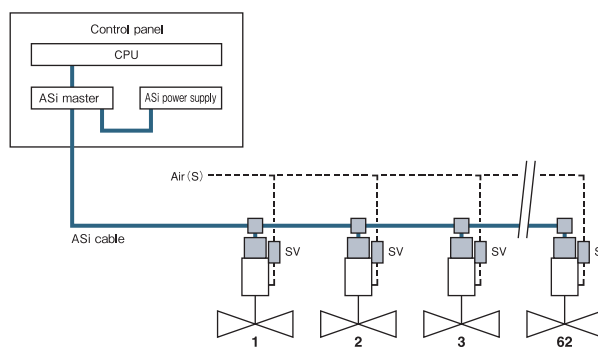 Control panel
CPU
ASi master
ASi power supply
Air(S)
ASi cable
SV
SV
SV
S
1
2
3
62